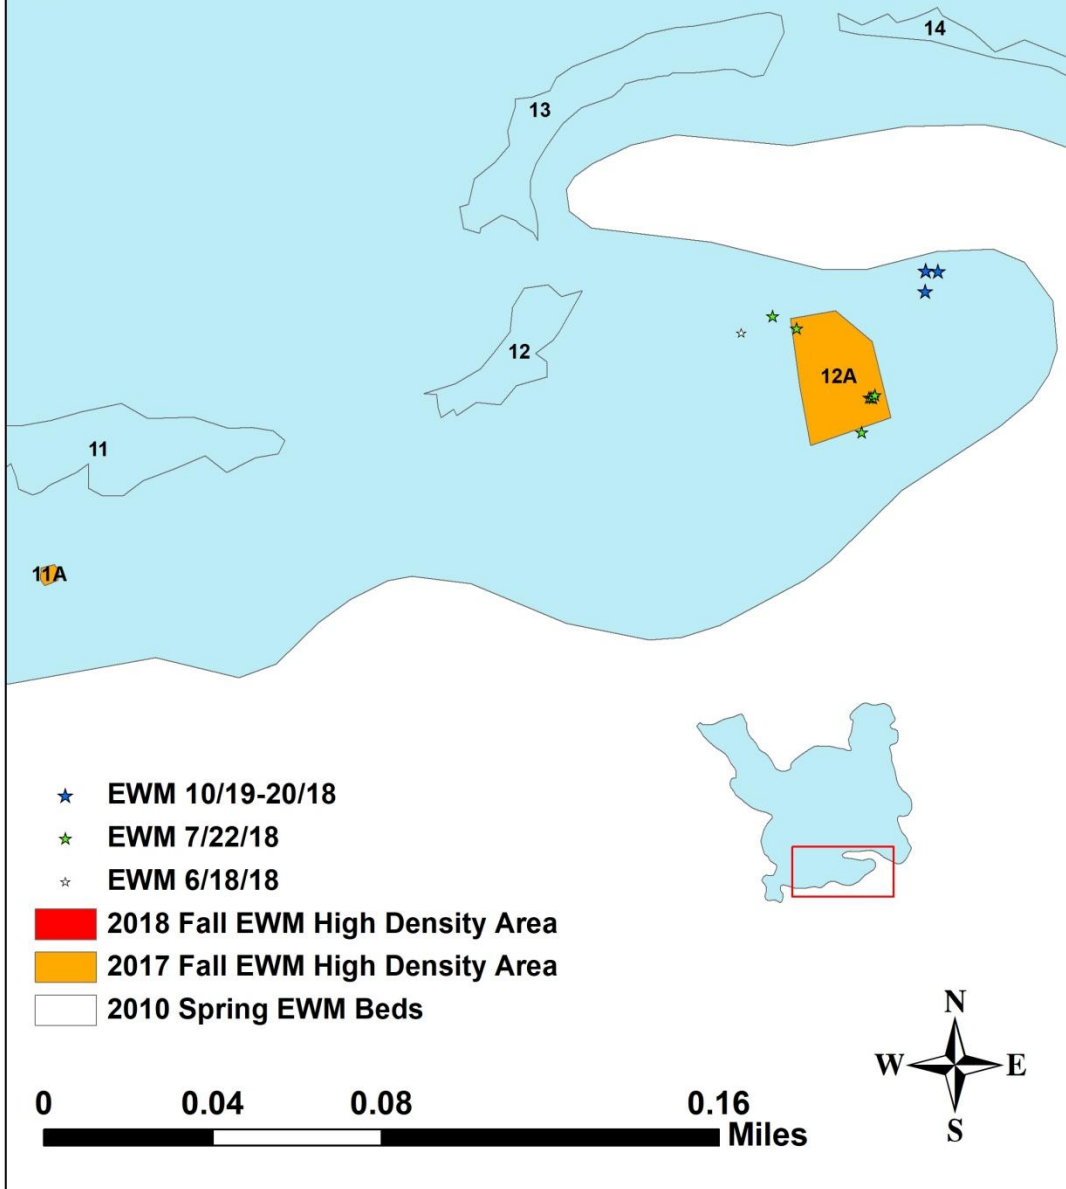 14
13
12
12A
11
11A
EWM 10/19-20/18
EWM 7/22/18
EWM 6/18/18
2018 Fall EWM High Density Area
2017 Fall EWM High Density Area
2010 Spring EWM Beds
N
W E
S
0 0.04 0.08 0.16
Miles